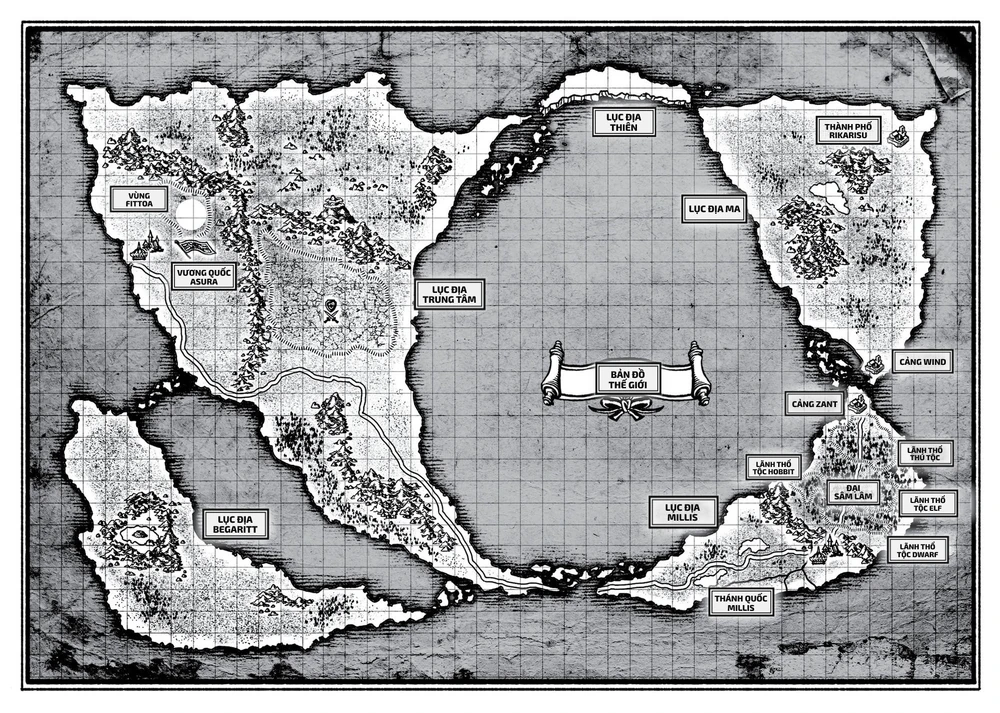 LỤC ĐỊA
THIÊN
THÀNH PHỐ
RIKARISU
VÙNG
FITTOA
LỤC ĐỊA MA
VƯƠNG QUỐC
ASURA
LỤC ĐỊA
TRUNG TÂM
BẢN ĐỒ
THẾ GIỚI
CẢNG WIND
CẢNG ZANT
LÃNH THỔ
THÚ TỘC
LÃNH THỔ
TỘC HOBBIT
ĐẠI
SÂM LÂM
LÃNH THỔ
TỘC ELF
LỤC ĐỊA
MILLIS
LỤC ĐỊA
BEGARITT
LÃNH THỔ
TỘC DWARF
THÁNH QUỐC
MILLIS